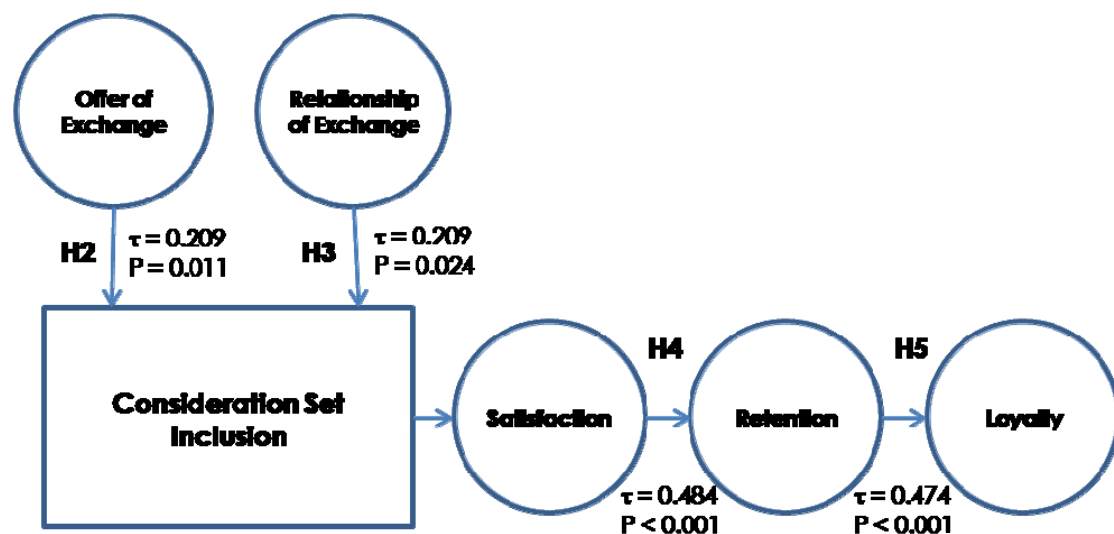 Offer of
Exchange
Relationship
of Exchange
H2
τ = 0.209
P = 0.011
H3
τ = 0.209
P = 0.024
Consideration Set
Inclusion
Satisfaction
H4
Retention
H5
Loyalty
τ = 0.484
P < 0.001
τ = 0.474
P < 0.001